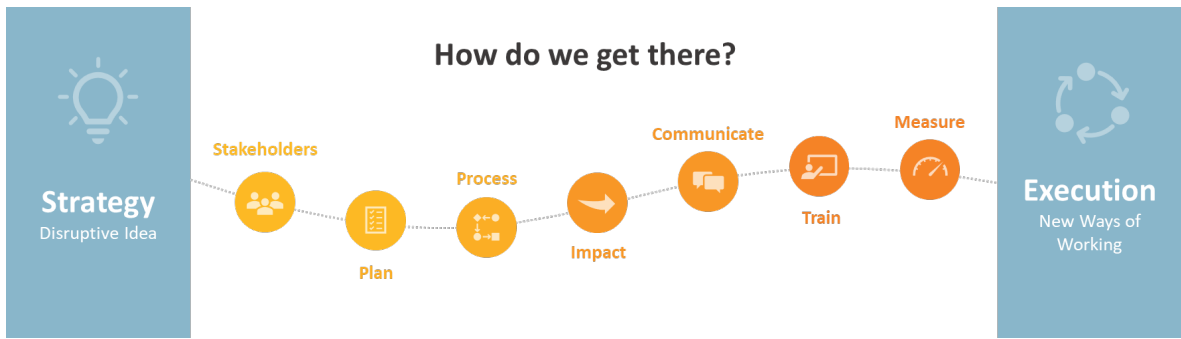 How do we get there?
Strategy
Disruptive Idea
Stakeholders
Plan
Process
Impact
Communicate
Train
Measure
Execution
New Ways of
Working